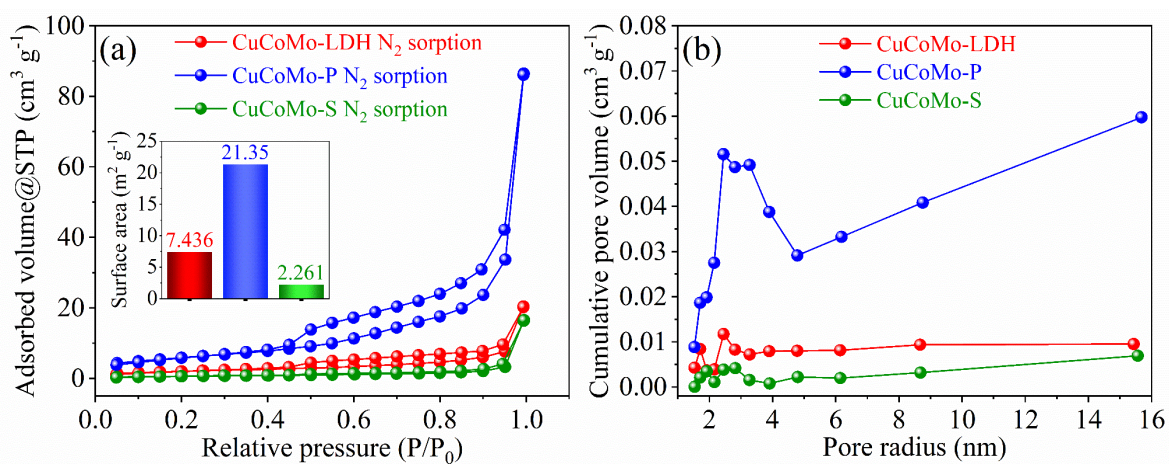 (a)
CuCoMo-LDH N₂ sorption
CuCoMo-P N₂ sorption
CuCoMo-S N₂ sorption
Adsorbed volume@STP (cm³ g⁻¹)
100
80
60
40
20
0
Surface area (m² g⁻¹)
25
20
15
10
5
0
7.436
21.35
2.261
0.0 0.2 0.4 0.6 0.8 1.0
Relative pressure (P/P₀)
(b)
CuCoMo-LDH
CuCoMo-P
CuCoMo-S
Cumulative pore volume (cm³ g⁻¹)
0.08
0.07
0.06
0.05
0.04
0.03
0.02
0.01
0.00
2 4 6 8 10 12 14 16
Pore radius (nm)